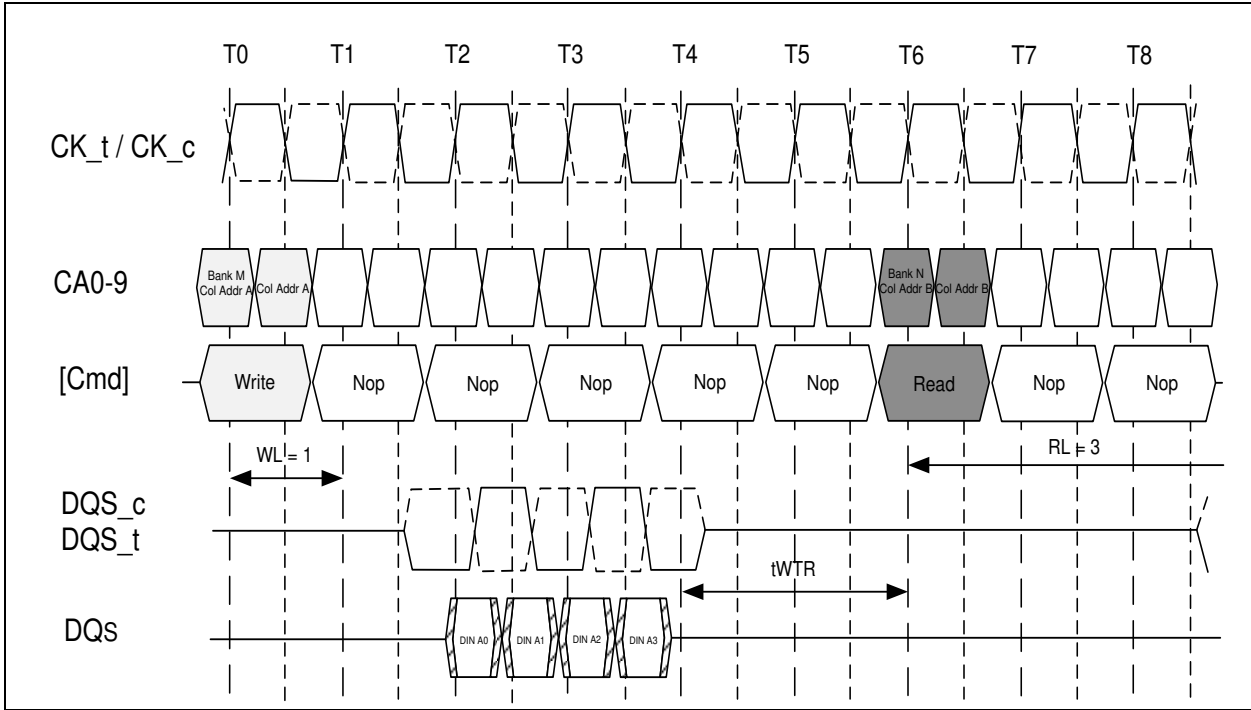 T0 T1 T2 T3 T4 T5 T6 T7 T8
CK_t / CK_c
CA0-9
Bank M
Col Addr A
Col Addr A
Bank N
Col Addr B
Col Addr B
[Cmd]
Write Nop Nop Nop Nop Nop Read Nop Nop
WL = 1
RL = 3
DQS_c
DQS_t
tWTR
DQs
DIN A0 DIN A1 DIN A2 DIN A3